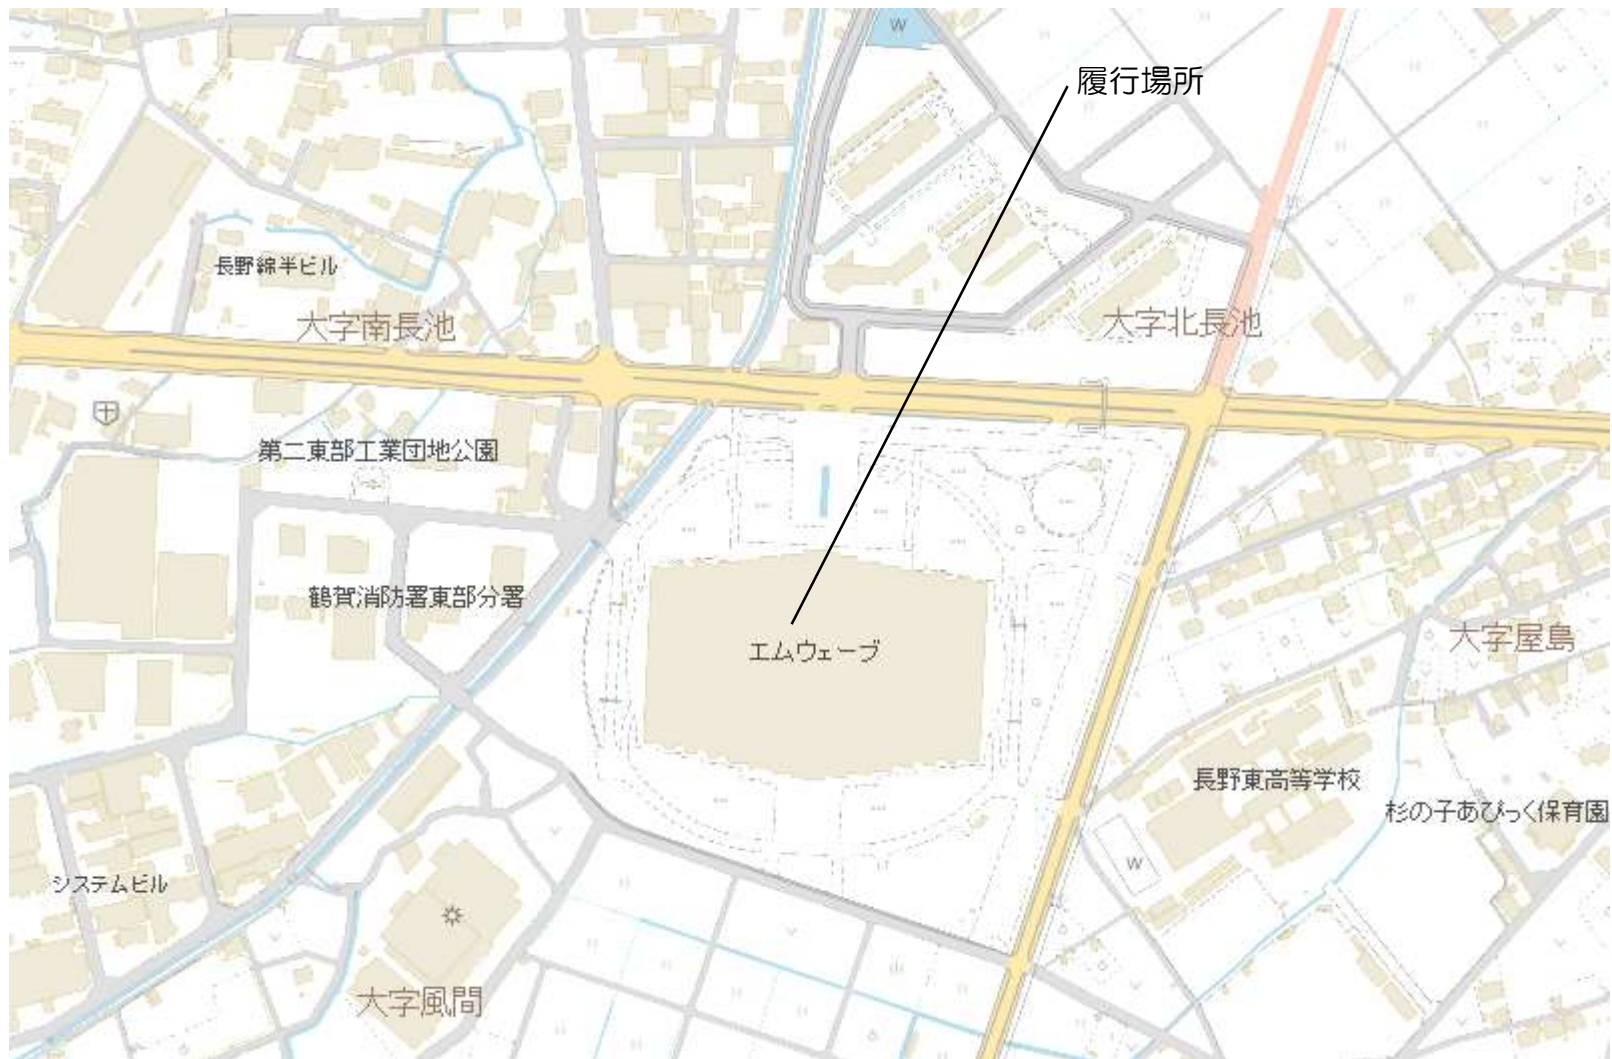 W
履行場所
長野綿半ビル
大字南長池
大字北長池
第二東部工業団地公園
鶴賀消防署東部分署
エムウェーブ
大字屋島
長野東高等学校
杉の子あびっく保育園
W
システムビル
大字風間